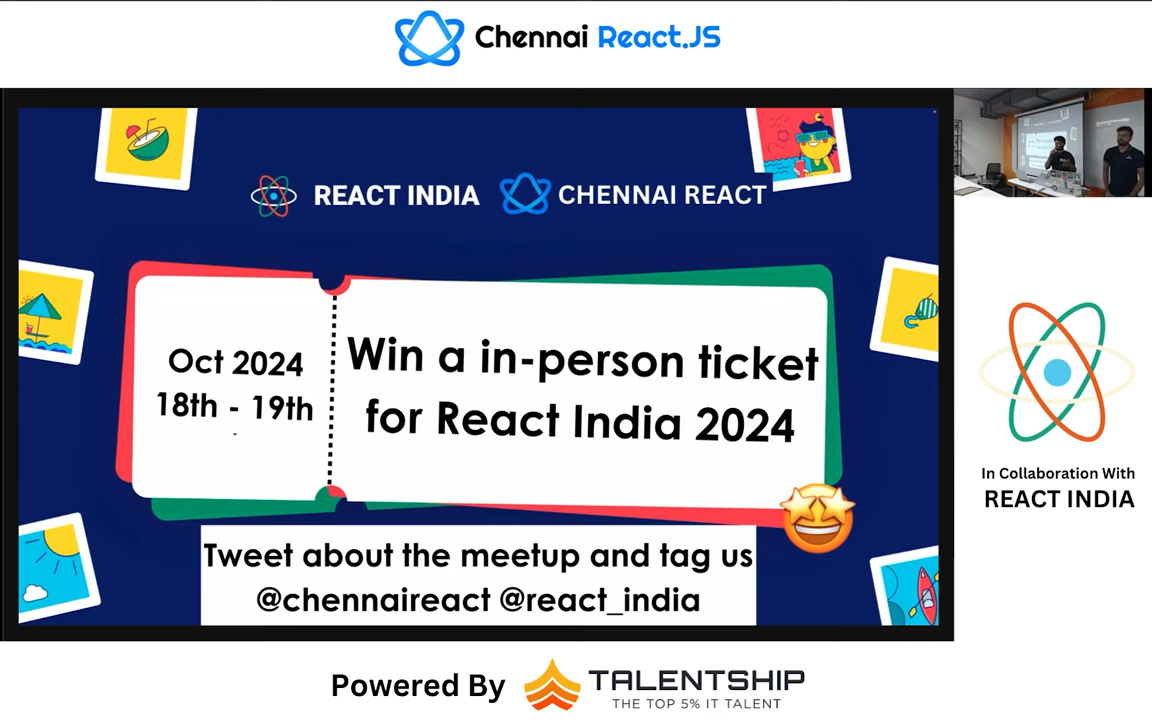 Chennai React.JS
REACT INDIA
CHENNAI REACT
Oct 2024
18th - 19th
Win a in-person ticket
for React India 2024
Tweet about the meetup and tag us
@chennaireact @react_india
In Collaboration With
REACT INDIA
Powered By
TALENTSHIP
THE TOP 5% IT TALENT